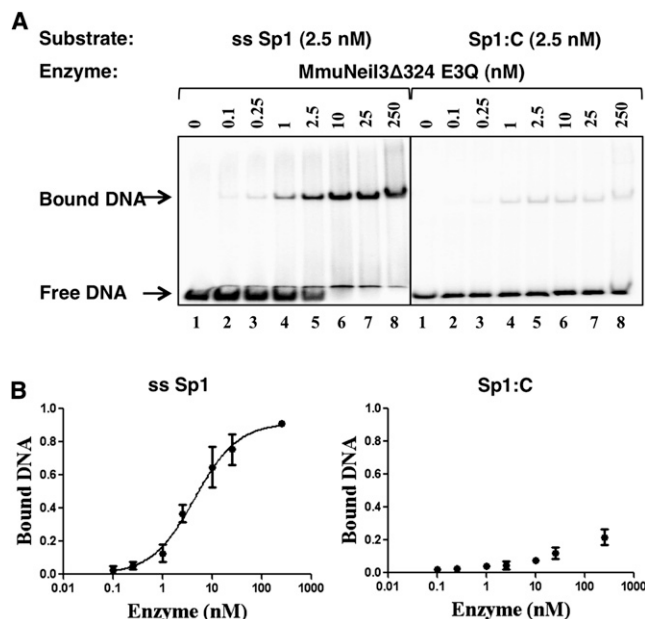 A
Substrate: ss Sp1 (2.5 nM) Sp1:C (2.5 nM)
Enzyme: MmuNeil3Δ324 E3Q (nM)
0 0.1 0.25 1 2.5 10 25 250 0 0.1 0.25 1 2.5 10 25 250
Bound DNA
Free DNA
1 2 3 4 5 6 7 8 1 2 3 4 5 6 7 8
B
ss Sp1 Sp1:C
Bound DNA
1.0
0.8
0.6
0.4
0.2
0.0
0.01 0.1 1 10 100 1000
Enzyme (nM)
Bound DNA
1.0
0.8
0.6
0.4
0.2
0.0
0.01 0.1 1 10 100 1000
Enzyme (nM)